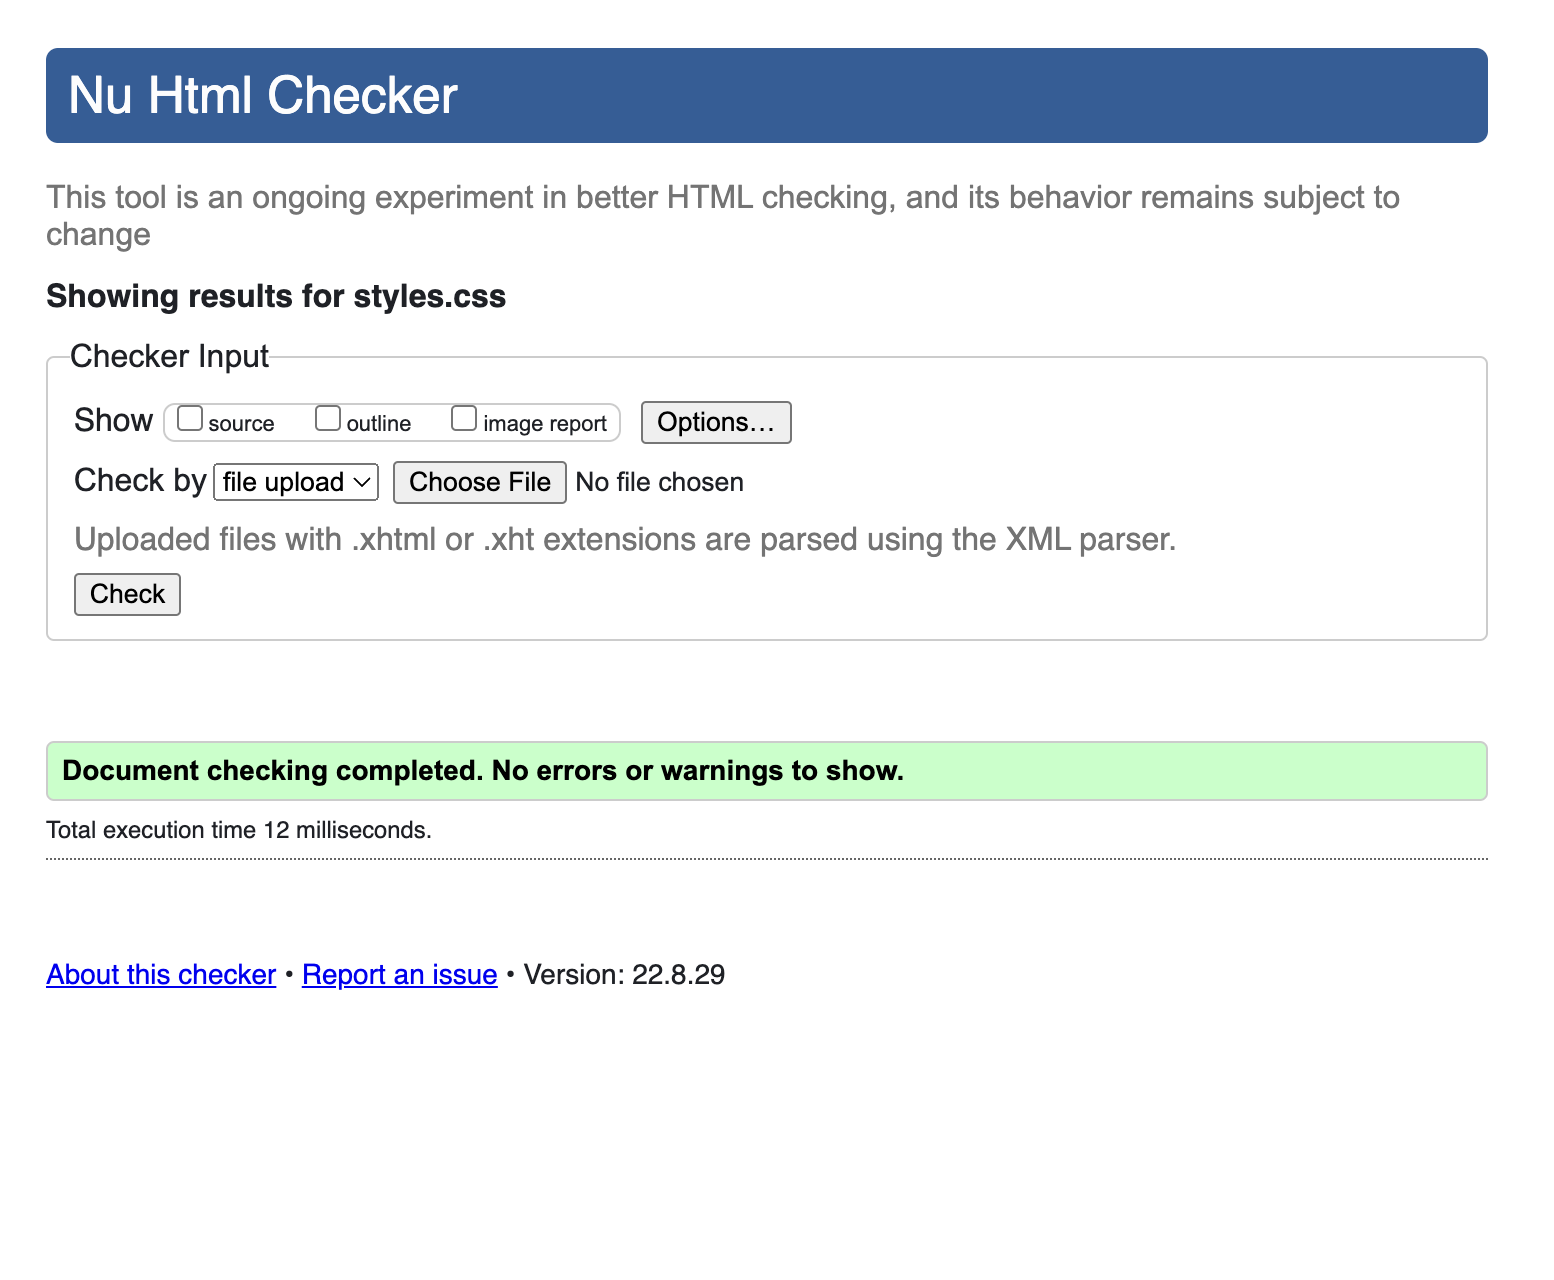 Nu Html Checker
This tool is an ongoing experiment in better HTML checking, and its behavior remains subject to
change
Showing results for styles.css
Checker Input
Show source outline image report Options…
Check by file upload Choose File No file chosen
Uploaded files with .xhtml or .xht extensions are parsed using the XML parser.
Check
Document checking completed. No errors or warnings to show.
Total execution time 12 milliseconds.
About this checker • Report an issue • Version: 22.8.29